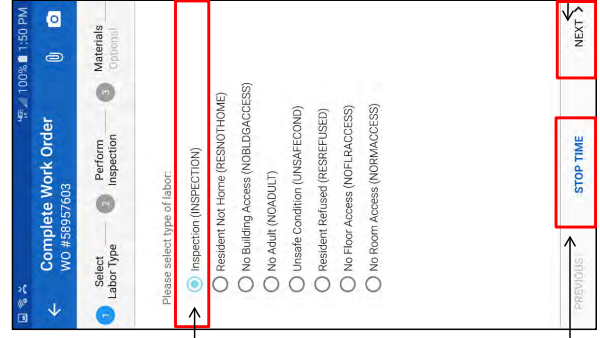 100% 1:50 PM
Complete Work Order
WO #58957603
1 Select Labor Type
2 Perform Inspection
3 Materials Optional
Please select type of labor:
Inspection (INSPECTION)
Resident Not Home (RESNOTHOME)
No Building Access (NOBLDGACCESS)
No Adult (NOADULT)
Unsafe Condition (UNSAFECOND)
Resident Refused (RESREFUSED)
No Floor Access (NOFLRACCESS)
No Room Access (NORMACCESS)
PREVIOUS
STOP TIME
NEXT